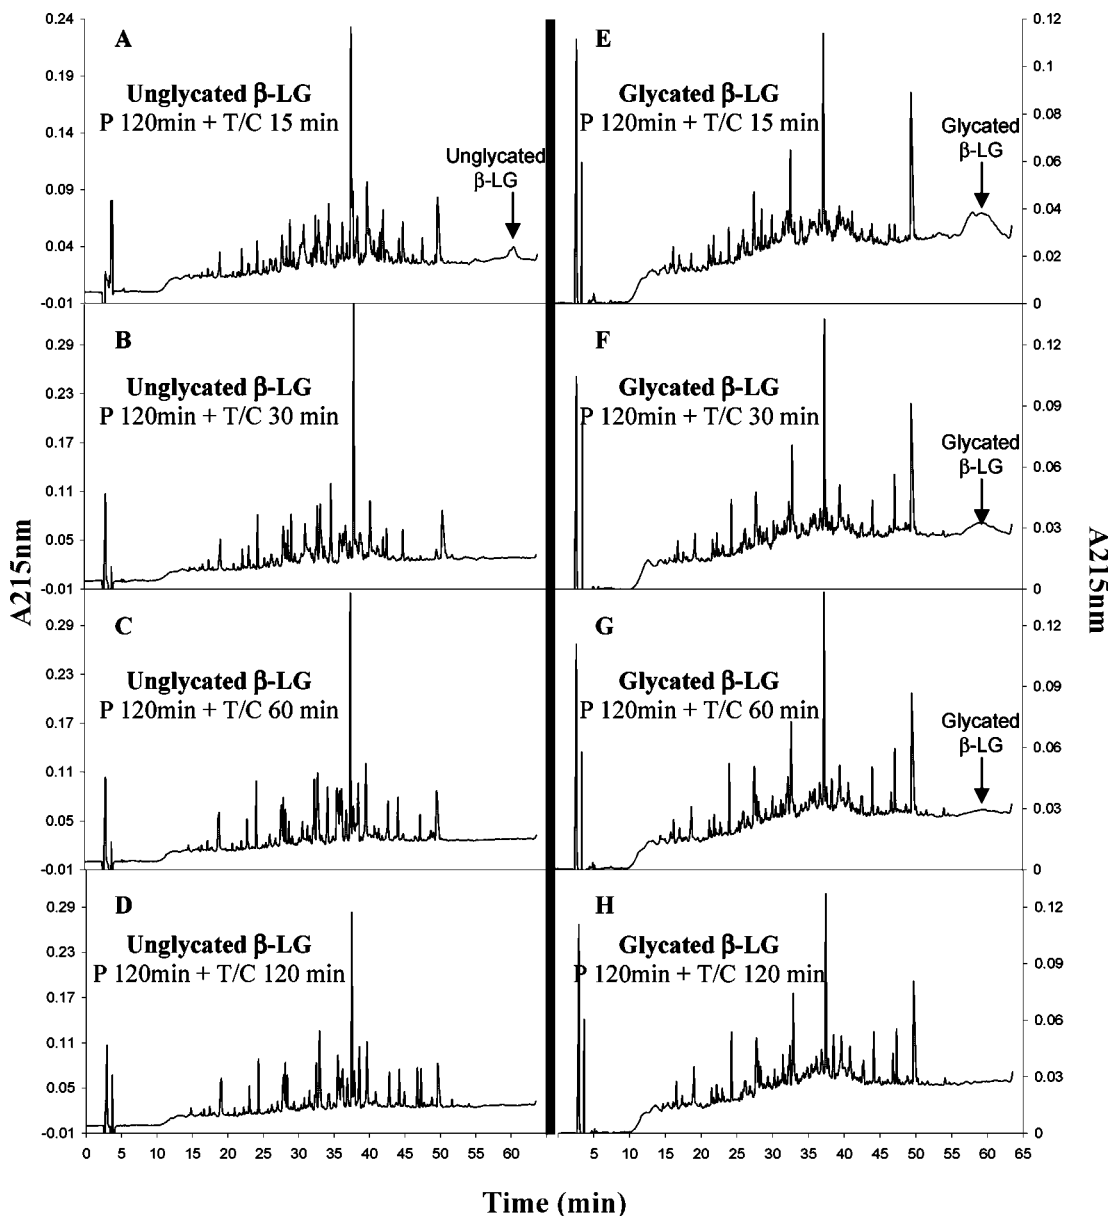 A
Unglycated β-LG
P 120min + T/C 15 min
Unglycated
β-LG
0.24
0.19
0.14
0.09
0.04
-0.01
E
Glycated β-LG
P 120min + T/C 15 min
Glycated
β-LG
0.12
0.1
0.08
0.06
0.04
0.02
0
B
Unglycated β-LG
P 120min + T/C 30 min
0.29
0.23
0.17
0.11
0.05
-0.01
F
Glycated β-LG
P 120min + T/C 30 min
Glycated
β-LG
0.12
0.09
0.06
0.03
0
A215nm
A215nm
C
Unglycated β-LG
P 120min + T/C 60 min
0.29
0.23
0.17
0.11
0.05
-0.01
G
Glycated β-LG
P 120min + T/C 60 min
Glycated
β-LG
0.12
0.09
0.06
0.03
0
D
Unglycated β-LG
P 120min + T/C 120 min
0.29
0.23
0.17
0.11
0.05
-0.01
H
Glycated β-LG
P 120min + T/C 120 min
0.12
0.09
0.06
0.03
0
0 5 10 15 20 25 30 35 40 45 50 55 60
5 10 15 20 25 30 35 40 45 50 55 60 65
Time (min)